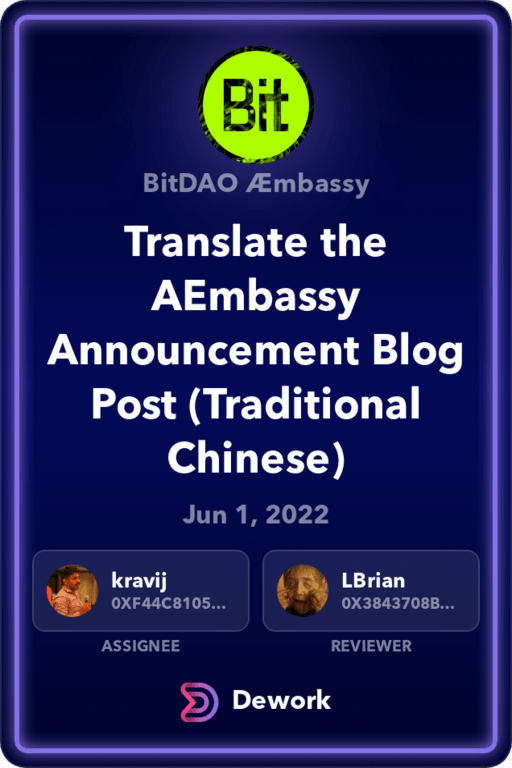 Bit
BitDAO Æmbassy
Translate the
AEmbassy
Announcement Blog
Post (Traditional
Chinese)
Jun 1, 2022
kravij
0XF44C8105...
ASSIGNEE
LBrian
0X3843708B...
REVIEWER
Dework